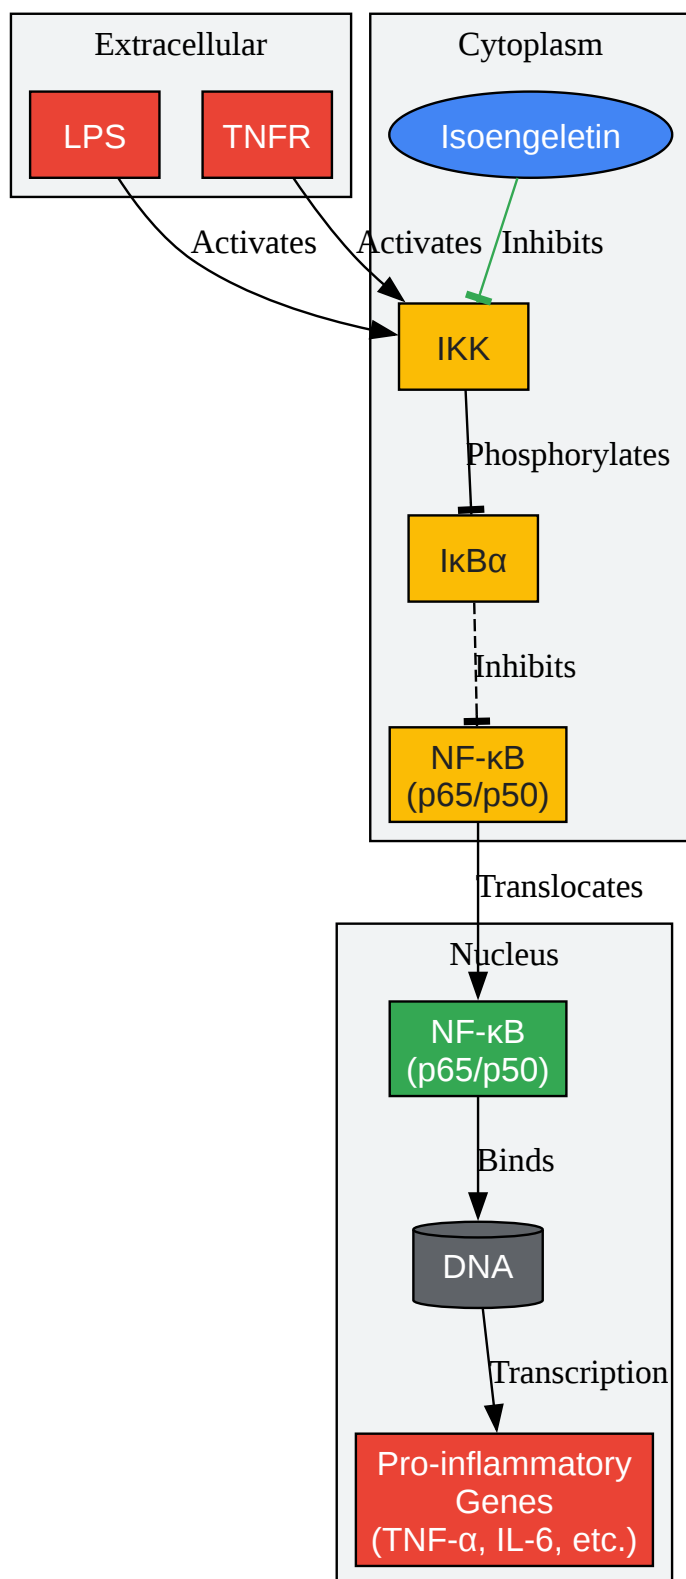 Extracellular
Cytoplasm
LPS
TNFR
Isoengeletin
Activates
Activates
Inhibits
IKK
Phosphorylates
IκBα
Inhibits
NF-κB
(p65/p50)
Translocates
Nucleus
NF-κB
(p65/p50)
Binds
DNA
Transcription
Pro-inflammatory
Genes
(TNF-α, IL-6, etc.)